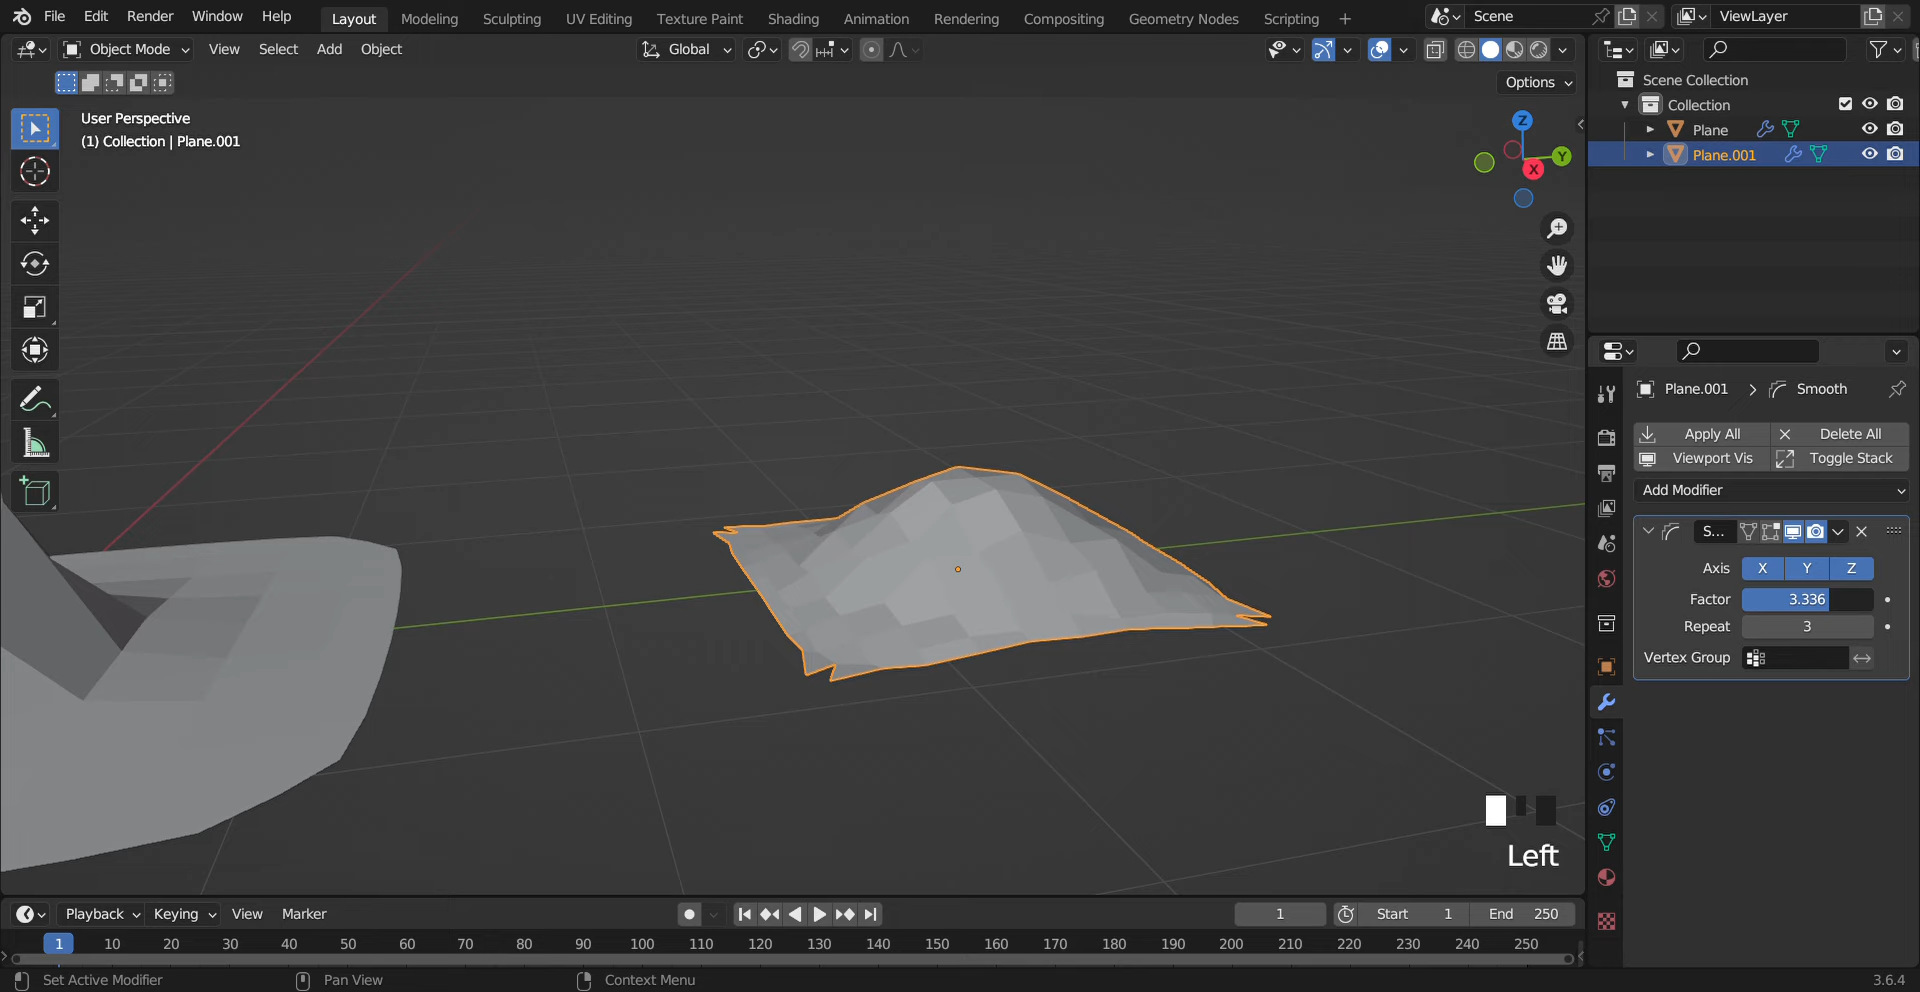 File Edit Render Window Help Layout Modeling Sculpting UV Editing Texture Paint Shading Animation Rendering Compositing Geometry Nodes Scripting + Scene ViewLayer
Object Mode View Select Add Object Global
Options
User Perspective
(1) Collection | Plane.001
Z
Y
X
Scene Collection
Collection
Plane
Plane.001
Plane.001 > Smooth
Apply All Delete All
Viewport Vis Toggle Stack
Add Modifier
S...
Axis X Y Z
Factor 3.336
Repeat 3
Vertex Group
Left
Playback Keying View Marker 1 Start 1 End 250
1 10 20 30 40 50 60 70 80 90 100 110 120 130 140 150 160 170 180 190 200 210 220 230 240 250
Set Active Modifier Pan View Context Menu 3.6.4